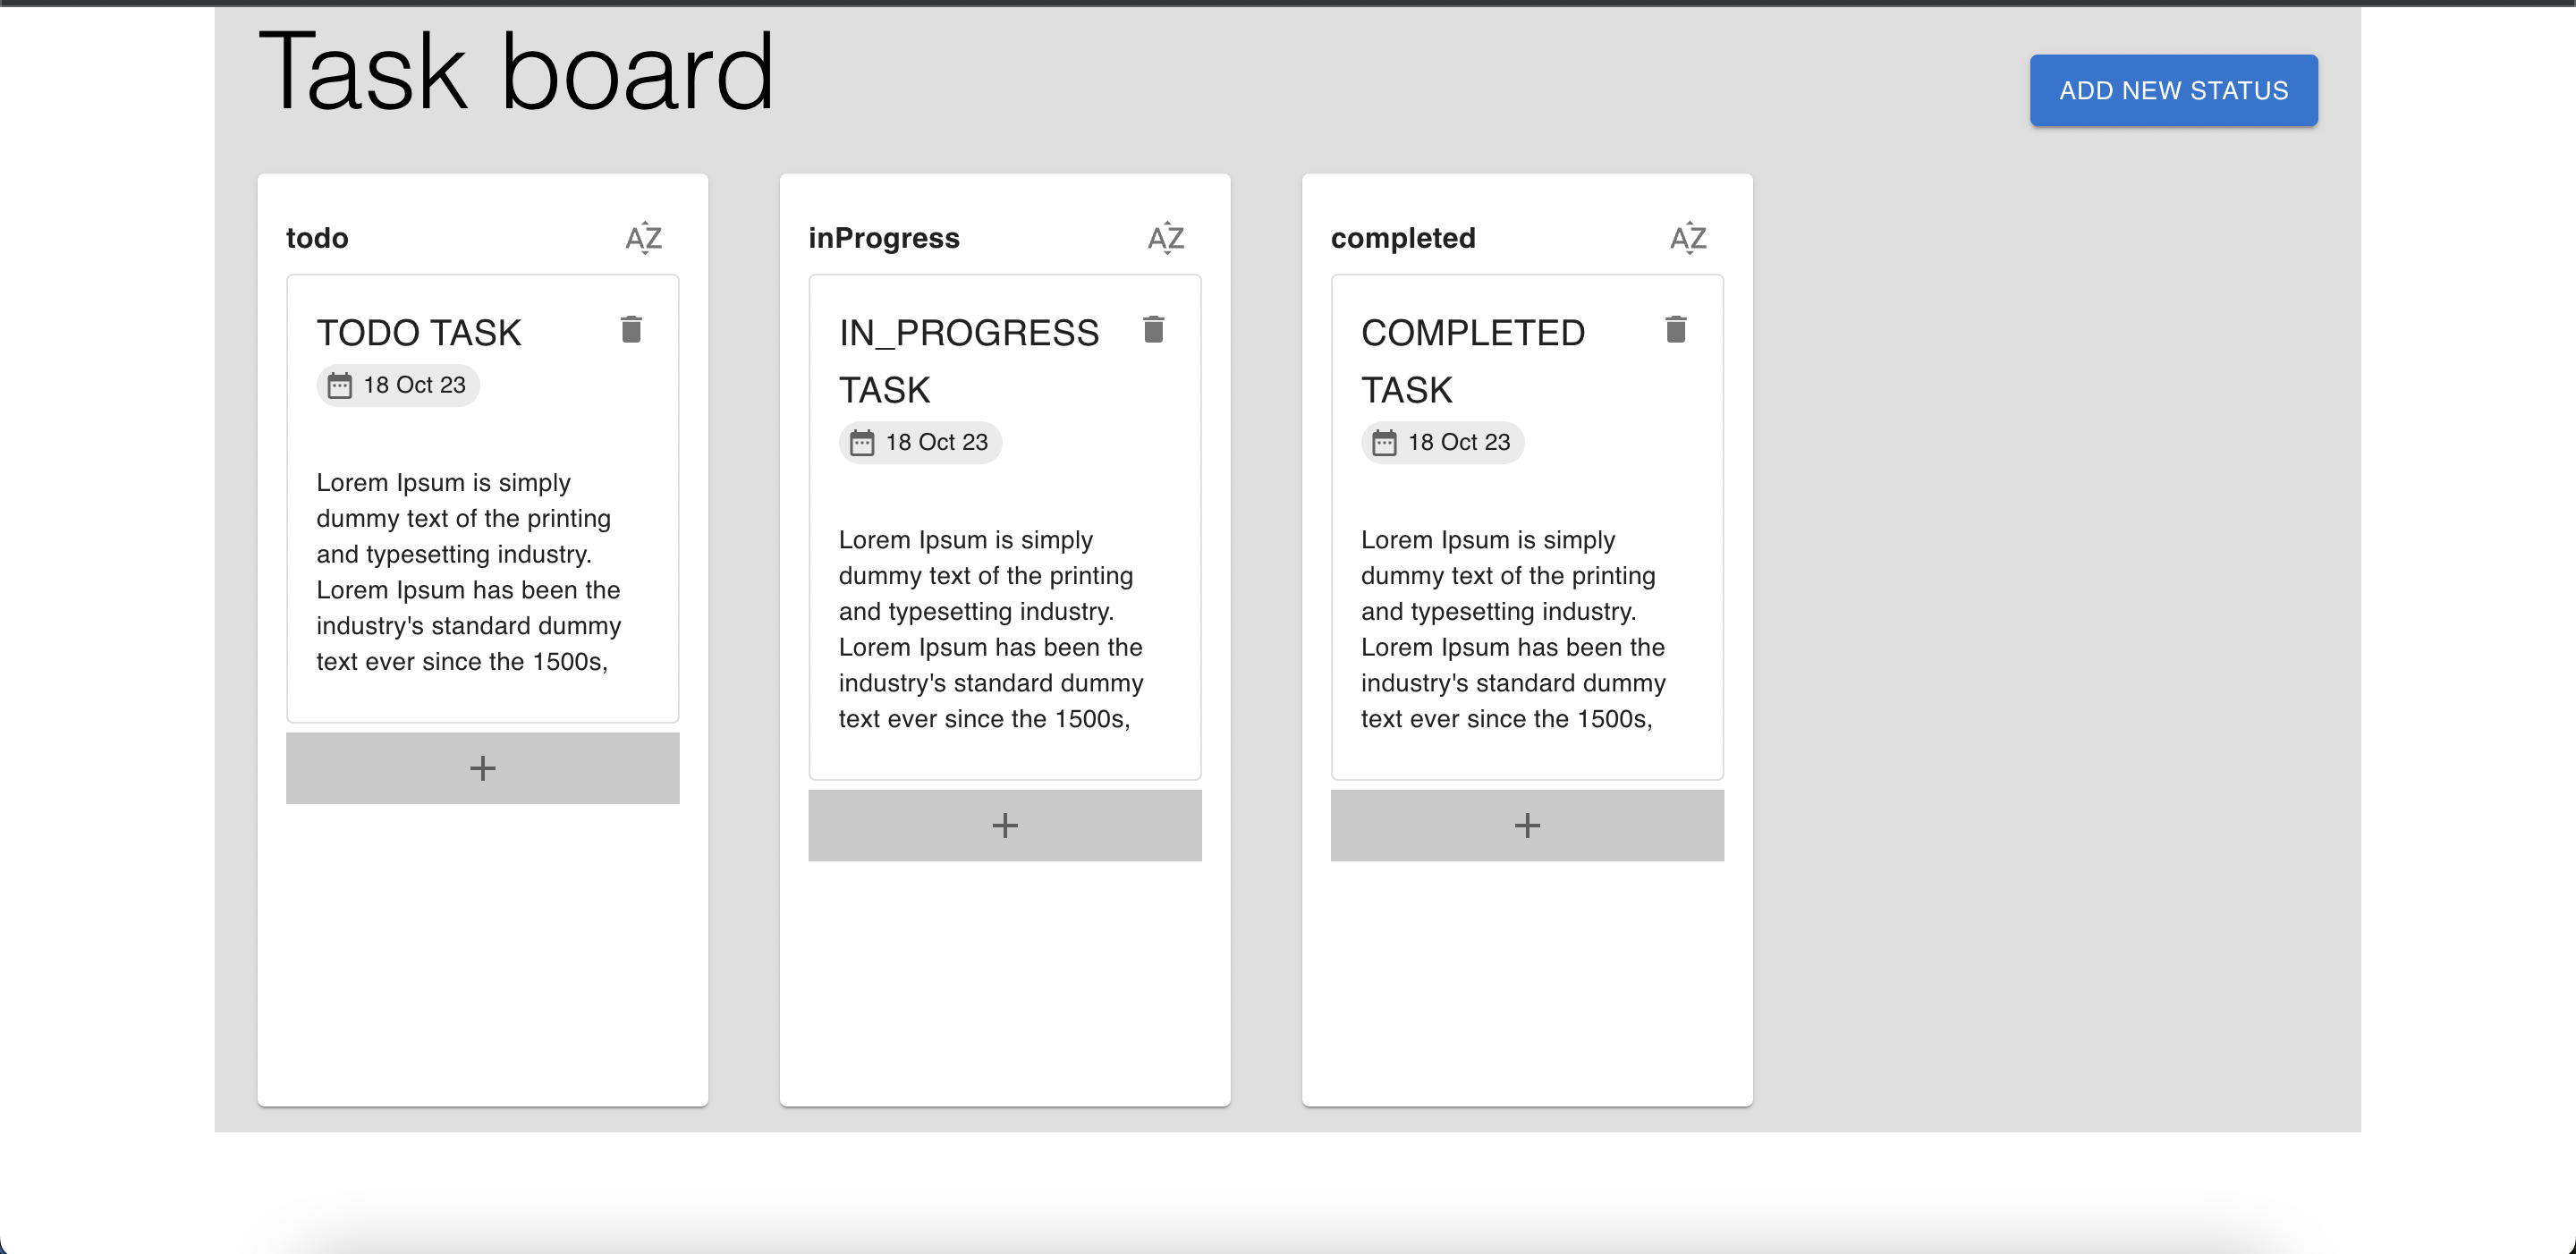 Task board
ADD NEW STATUS
todo
AZ
TODO TASK
18 Oct 23
Lorem Ipsum is simply
dummy text of the printing
and typesetting industry.
Lorem Ipsum has been the
industry's standard dummy
text ever since the 1500s,
+
inProgress
AZ
IN_PROGRESS
TASK
18 Oct 23
Lorem Ipsum is simply
dummy text of the printing
and typesetting industry.
Lorem Ipsum has been the
industry's standard dummy
text ever since the 1500s,
+
completed
AZ
COMPLETED
TASK
18 Oct 23
Lorem Ipsum is simply
dummy text of the printing
and typesetting industry.
Lorem Ipsum has been the
industry's standard dummy
text ever since the 1500s,
+